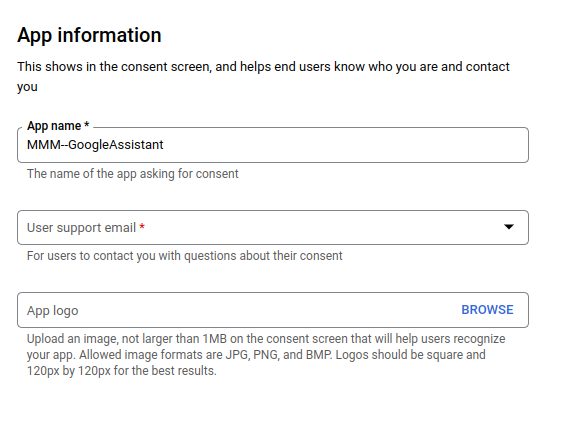 App information
This shows in the consent screen, and helps end users know who you are and contact
you
App name *
MMM--GoogleAssistant
The name of the app asking for consent
User support email *
For users to contact you with questions about their consent
App logo BROWSE
Upload an image, not larger than 1MB on the consent screen that will help users recognize
your app. Allowed image formats are JPG, PNG, and BMP. Logos should be square and
120px by 120px for the best results.